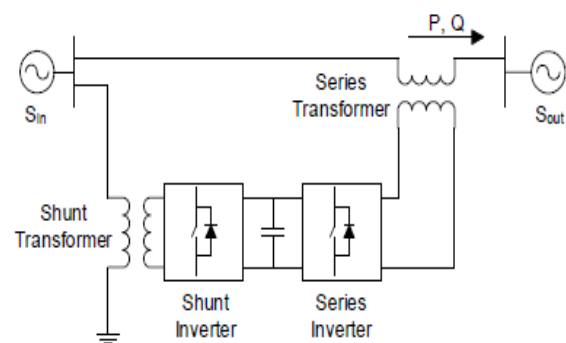 P, Q
Series
Transformer
Sin
Sout
Shunt
Transformer
Shunt
Inverter
Series
Inverter